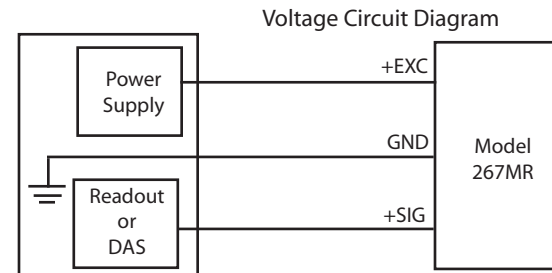 Voltage Circuit Diagram
Power
Supply
+EXC
GND
Model
267MR
Readout
or
DAS
+SIG